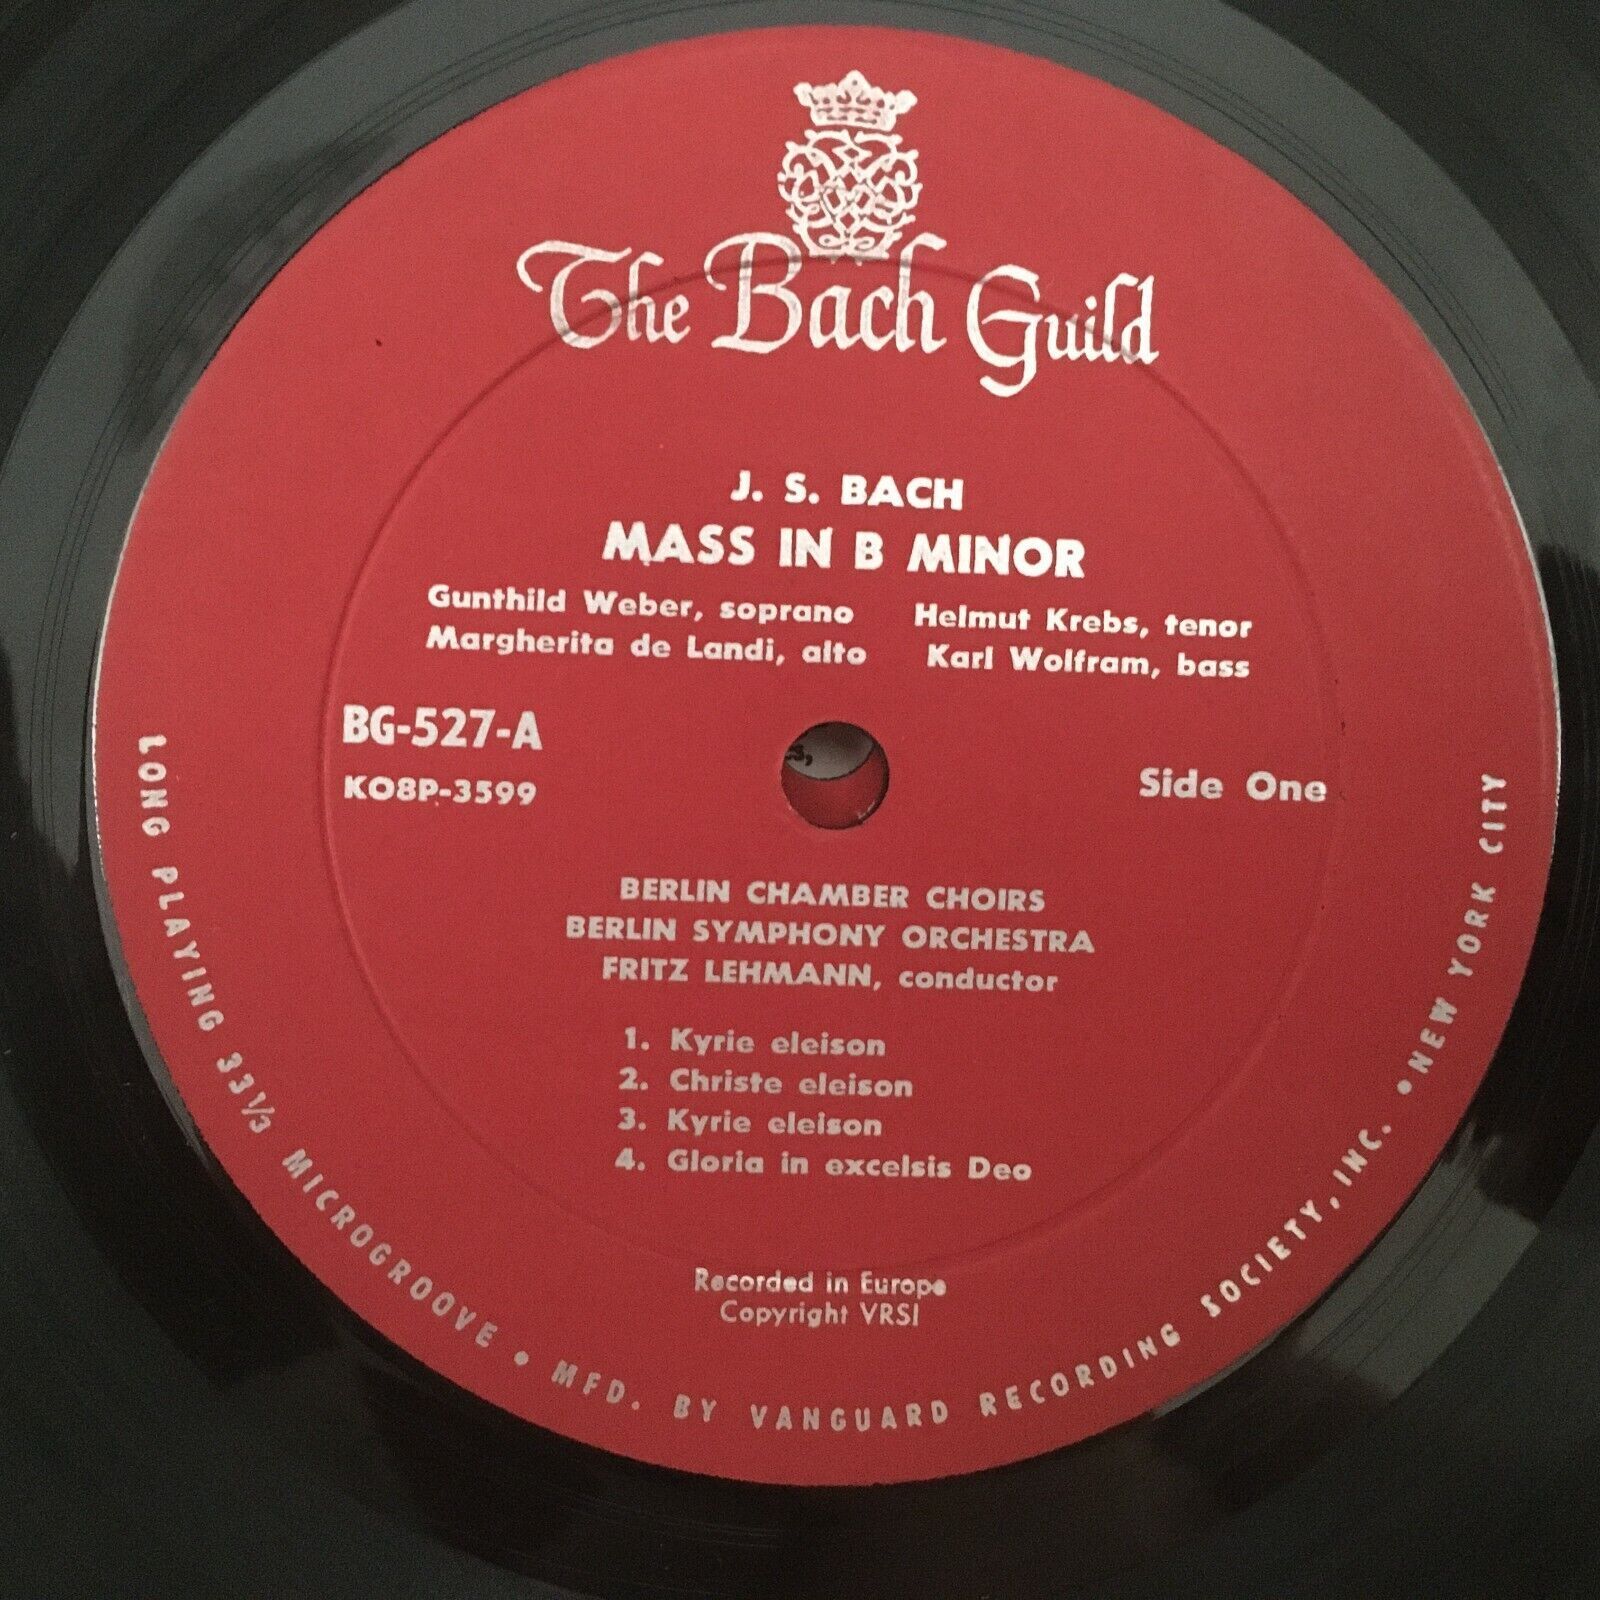 The Bach Guild
J. S. BACH
MASS IN B MINOR
Gunthild Weber, soprano Helmut Krebs, tenor
Margherita de Landi, alto Karl Wolfram, bass
BG-527-A
KO8P-3599
Side One
BERLIN CHAMBER CHOIRS
BERLIN SYMPHONY ORCHESTRA
FRITZ LEHMANN, conductor
1. Kyrie eleison
2. Christe eleison
3. Kyrie eleison
4. Gloria in excelsis Deo
Recorded in Europe
Copyright VRSI
LONG PLAYING 33⅓ MICROGROOVE • MFD. BY VANGUARD RECORDING SOCIETY, INC. • NEW YORK CITY